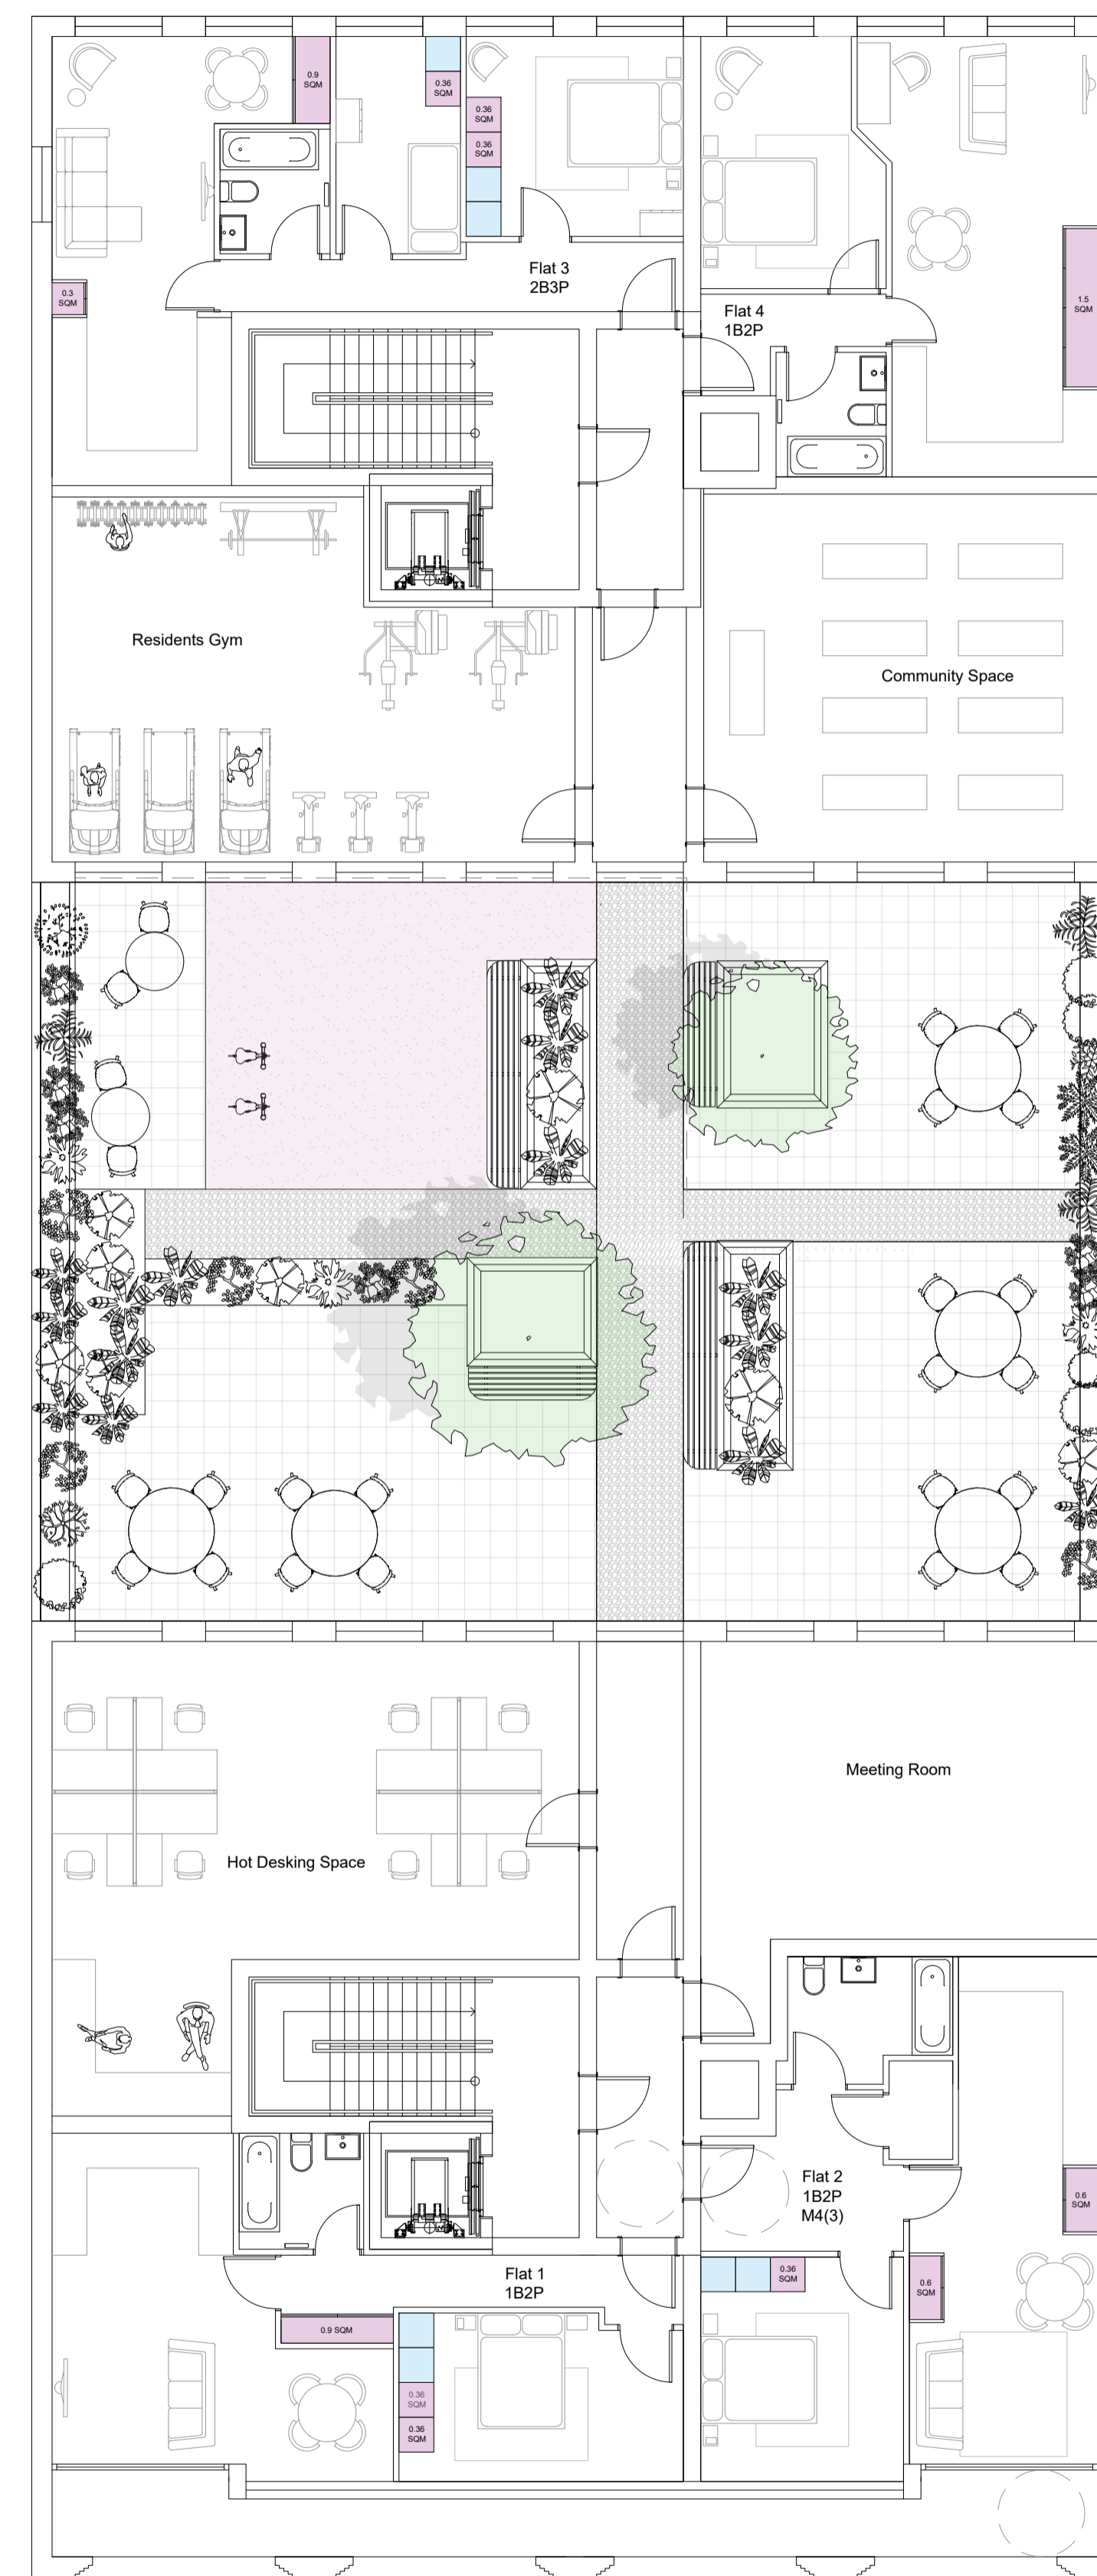 0.9
SQM
0.36
SQM
0.36
SQM
0.36
SQM
0.3
SQM
Flat 3
2B3P
Flat 4
1B2P
1.5
SQM
Residents Gym
Community Space
Meeting Room
Hot Desking Space
Flat 2
1B2P
M4(3)
0.6
SQM
Flat 1
1B2P
0.36
SQM
0.6
SQM
0.9 SQM
0.36
SQM
0.36
SQM